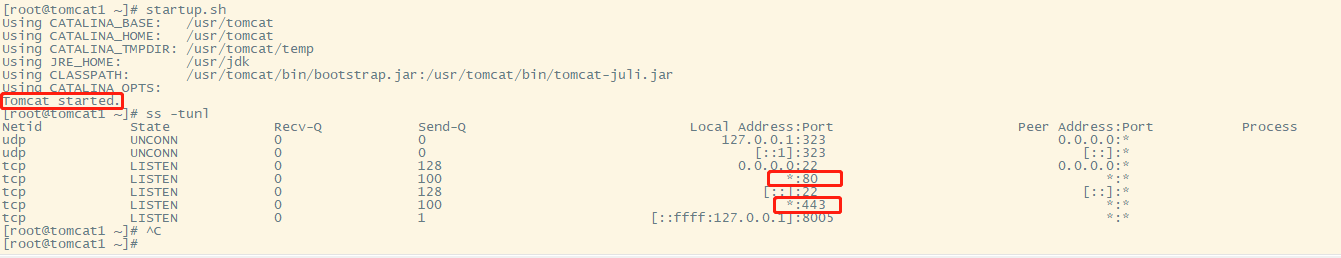 [root@tomcat1 ~]# startup.sh
Using CATALINA_BASE:   /usr/tomcat
Using CATALINA_HOME:   /usr/tomcat
Using CATALINA_TMPDIR: /usr/tomcat/temp
Using JRE_HOME:        /usr/jdk
Using CLASSPATH:       /usr/tomcat/bin/bootstrap.jar:/usr/tomcat/bin/tomcat-juli.jar
Using CATALINA_OPTS:
Tomcat started.
[root@tomcat1 ~]# ss -tunl
Netid State Recv-Q Send-Q Local Address:Port Peer Address:Port Process
udp UNCONN 0 0 127.0.0.1:323 0.0.0.0:*
udp UNCONN 0 0 [::1]:323 [::]:*
tcp LISTEN 0 128 0.0.0.0:22 0.0.0.0:*
tcp LISTEN 0 100 *:80 *:*
tcp LISTEN 0 128 [::]:22 [::]:*
tcp LISTEN 0 100 *:443 *:*
tcp LISTEN 0 1 [::ffff:127.0.0.1]:8005 *:*
[root@tomcat1 ~]# ^C
[root@tomcat1 ~]#